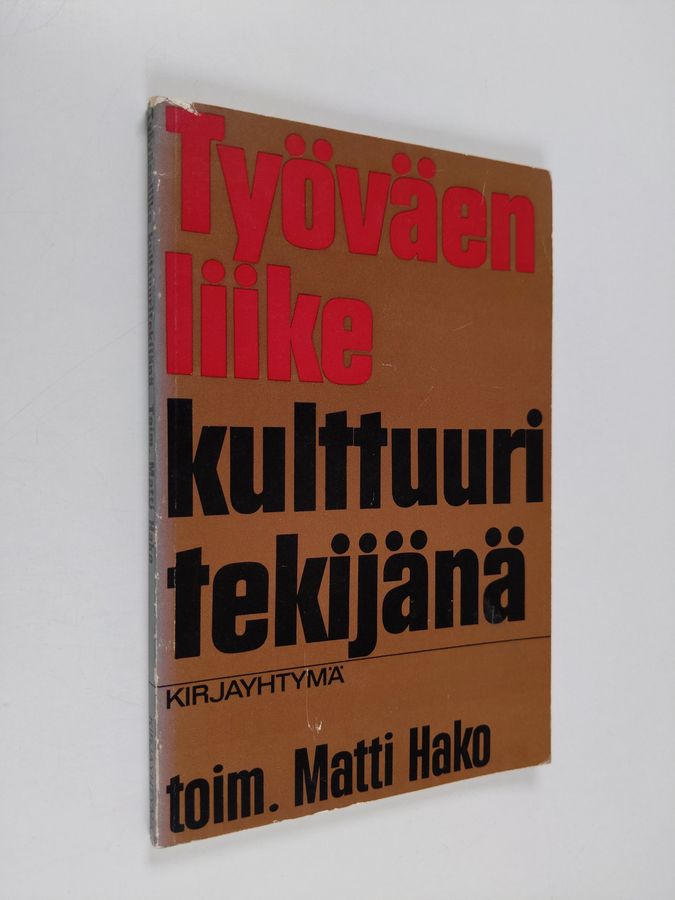 Työväen
liike
kulttuuri
tekijänä
KIRJAYHTYMÄ
toim. Matti Hako